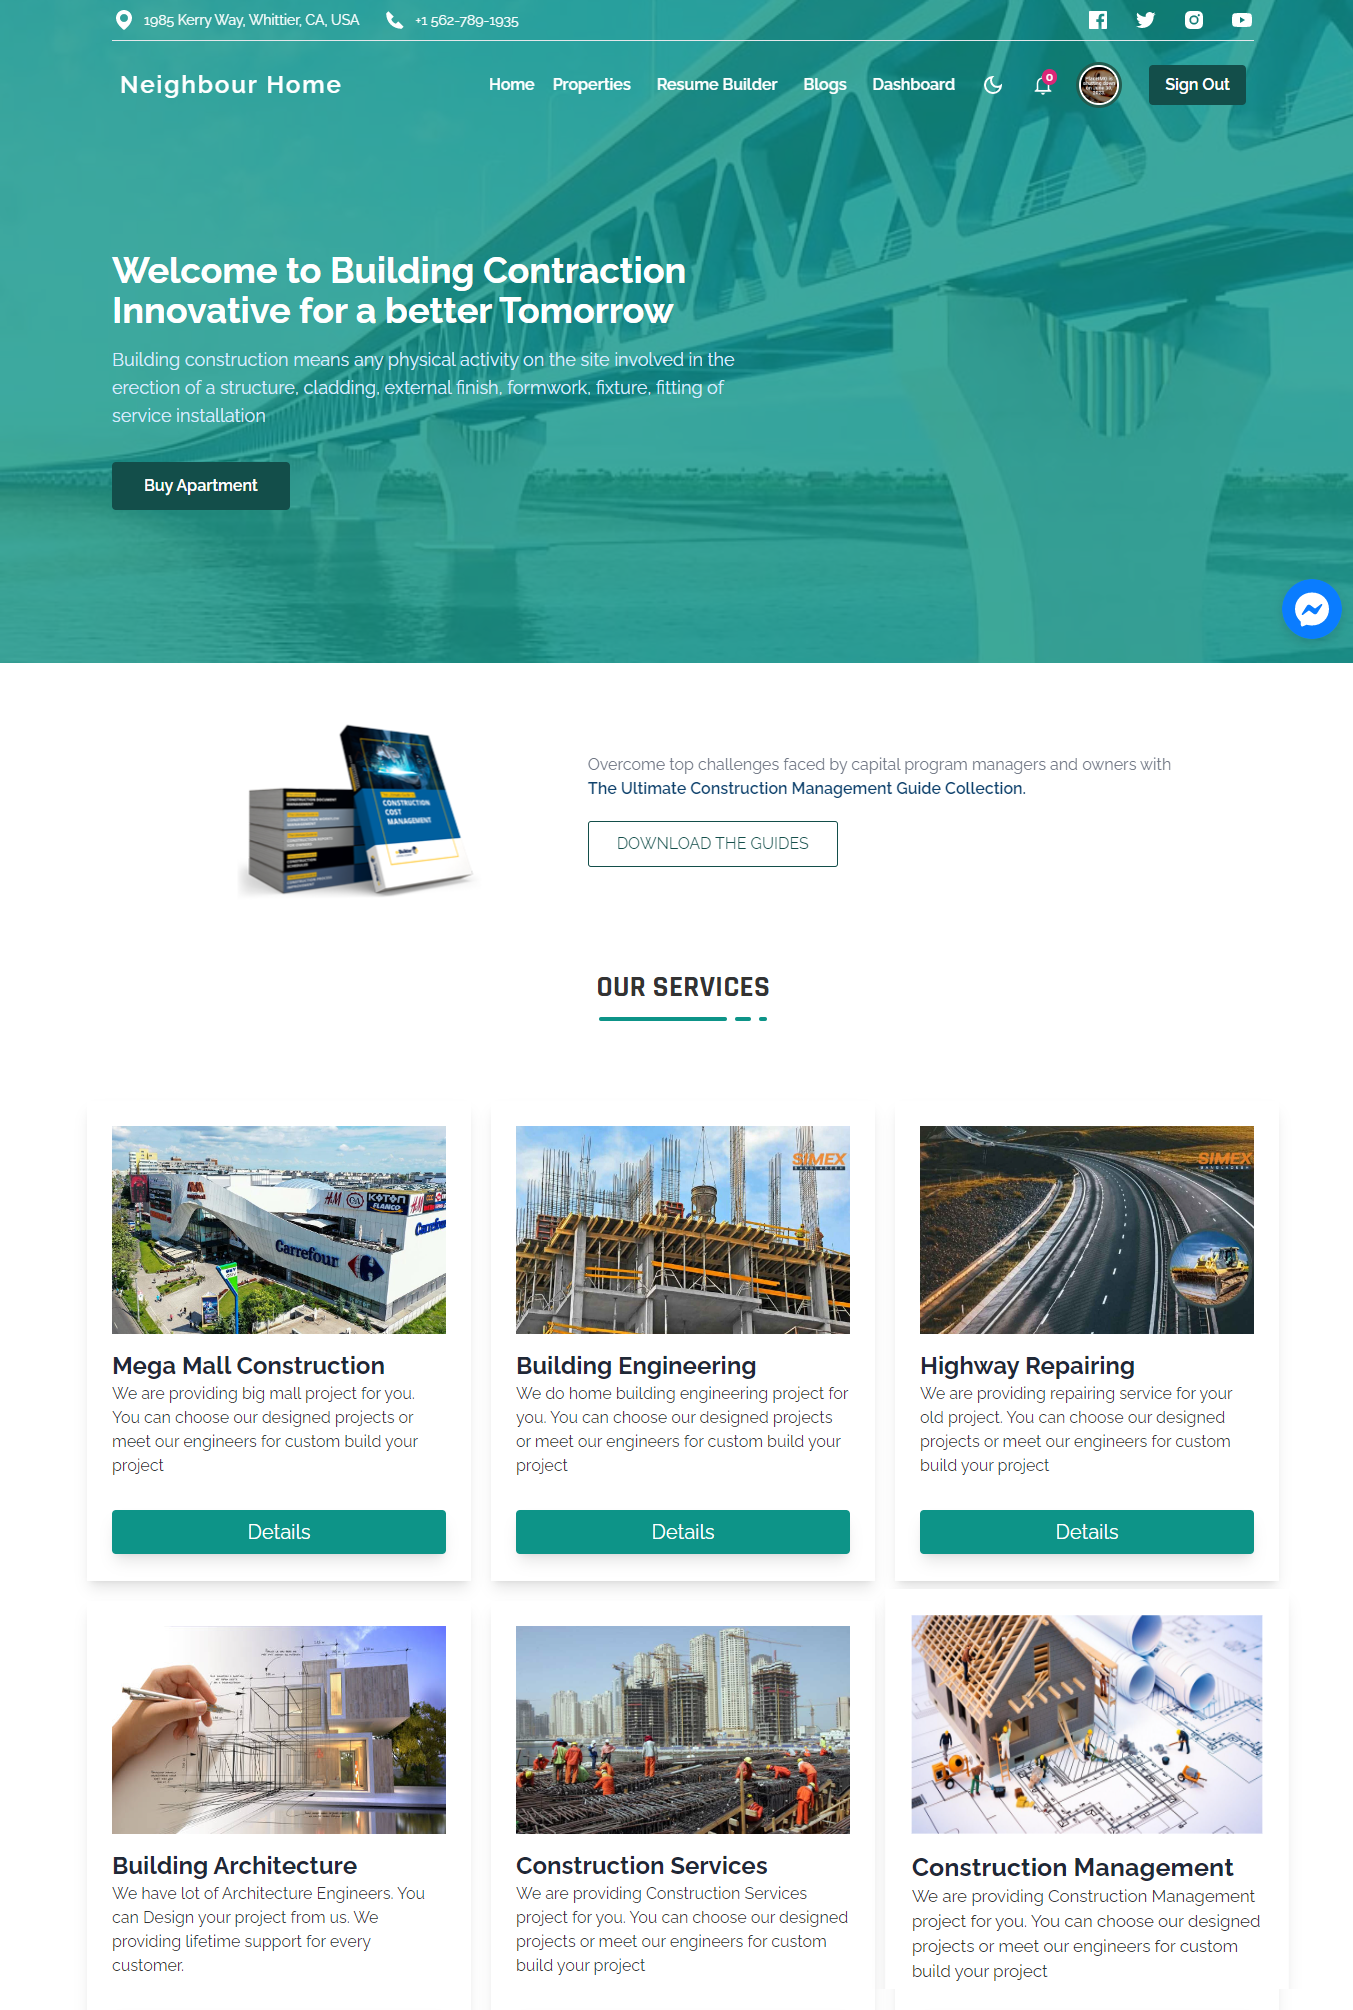 1985 Kerry Way, Whittier, CA, USA
+1 562-789-1935
Neighbour Home
Home Properties Resume Builder Blogs Dashboard
0
Sign Out
Welcome to Building Contraction
Innovative for a better Tomorrow
Building construction means any physical activity on the site involved in the
erection of a structure, cladding, external finish, formwork, fixture, fitting of
service installation
Buy Apartment
CONSTRUCTION
COST
MANAGEMENT
Overcome top challenges faced by capital program managers and owners with
The Ultimate Construction Management Guide Collection.
DOWNLOAD THE GUIDES
OUR SERVICES
H&M
KOTON
FLANCO
Carrefour
SIMEX
BANGLADESH
SIMEX
BANGLADESH
Mega Mall Construction
We are providing big mall project for you.
You can choose our designed projects or
meet our engineers for custom build your
project
Details
Building Engineering
We do home building engineering project for
you. You can choose our designed projects
or meet our engineers for custom build your
project
Details
Highway Repairing
We are providing repairing service for your
old project. You can choose our designed
projects or meet our engineers for custom
build your project
Details
Building Architecture
We have lot of Architecture Engineers. You
can Design your project from us. We
providing lifetime support for every
customer.
Construction Services
We are providing Construction Services
project for you. You can choose our designed
projects or meet our engineers for custom
build your project
Construction Management
We are providing Construction Management
project for you. You can choose our designed
projects or meet our engineers for custom
build your project